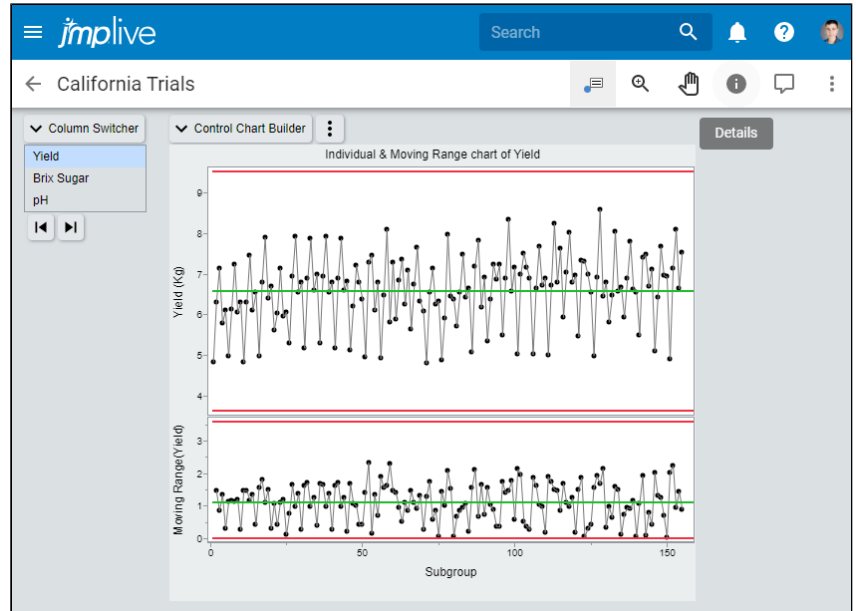 jmp live
Search
?
California Trials
Details
Column Switcher
Control Chart Builder
Yield
Brix Sugar
pH
Individual & Moving Range chart of Yield
Yield (Kg)
9
8
7
6
5
4
Moving Range(Yield)
3
2
1
0
0
50
100
150
Subgroup